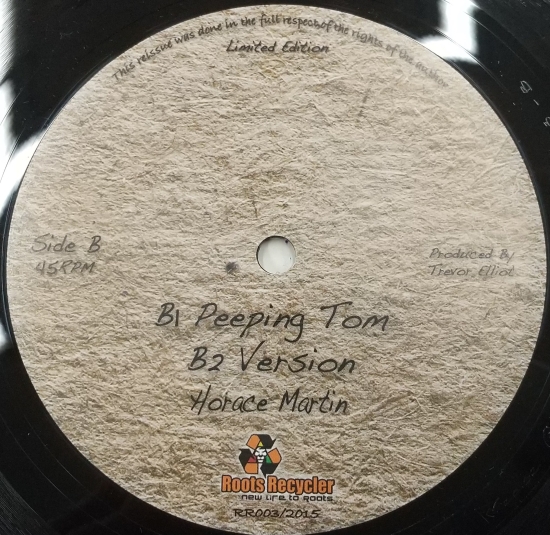 This reissue was done in the full respect of the rights of the author
Limited Edition
Side B
45RPM
Produced By
Trevor Elliot
B1 Peeping Tom
B2 Version
Horace Martin
Roots Recycler
new life to roots
RR003/2015